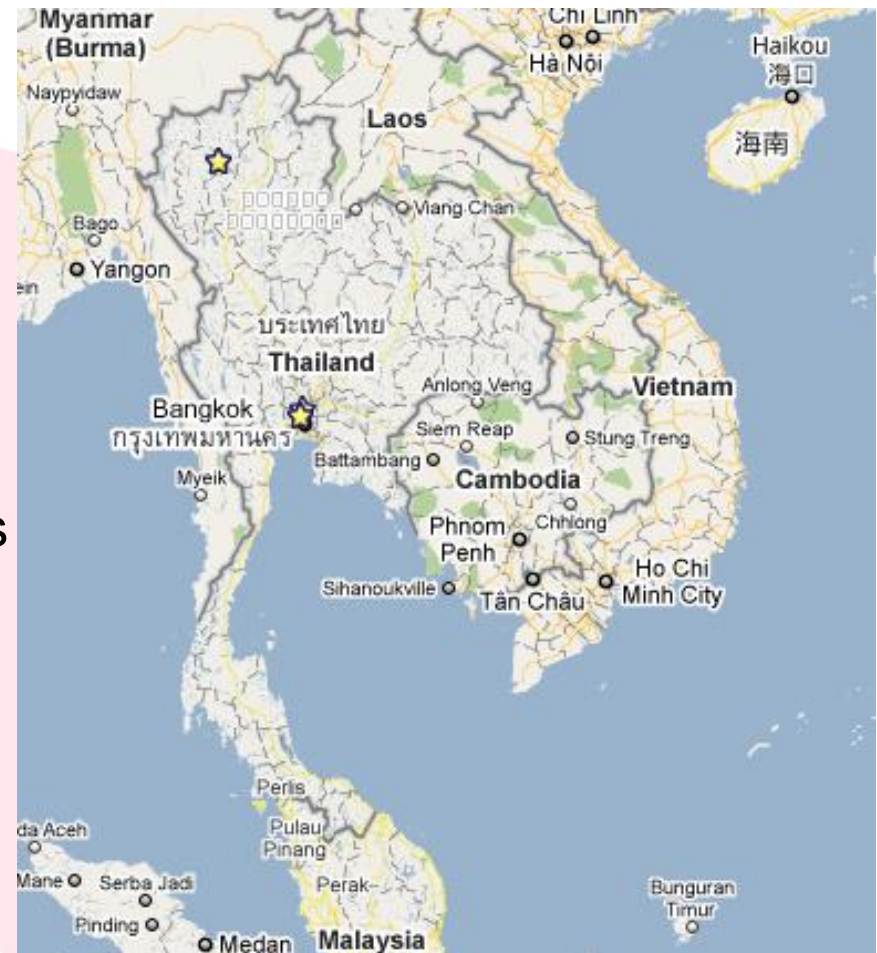 Myanmar
(Burma)
Chi Linh
Hà Nội
Haikou
海口
Naypyidaw
Laos
海南
Viang Chan
Bago
Yangon
ein
บระเทศไทย
Thailand
Anlong Veng
Vietnam
Bangkok
กรุงเทพมหานคร
Siem Reap
Stung Treng
Battambang
Cambodia
Myeik
Chhlong
Phnom
Penh
s
Ho Chi
Minh City
Sihanoukville
Tân Châu
Perlis
da Aceh
Pulau
Pinang
Mane
Serba Jadi
Perak
Bunguran
Timur
Pinding
Medan
Malaysia